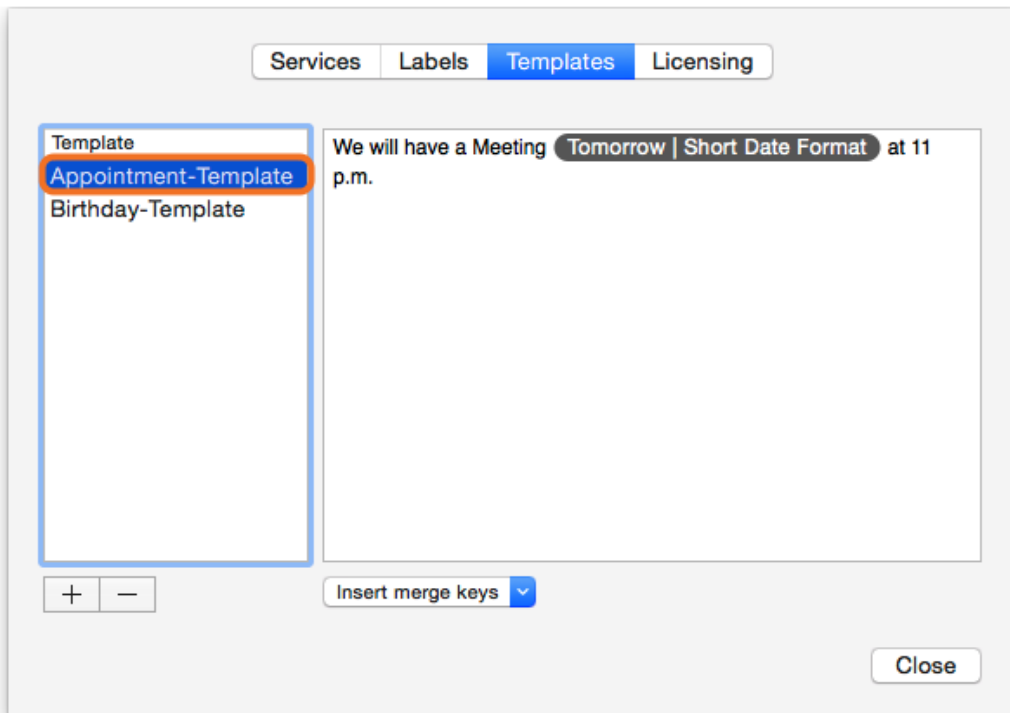 Services Labels Templates Licensing
Template
Appointment-Template
Birthday-Template
We will have a Meeting Tomorrow | Short Date Format at 11
p.m.
+ −
Insert merge keys
Close